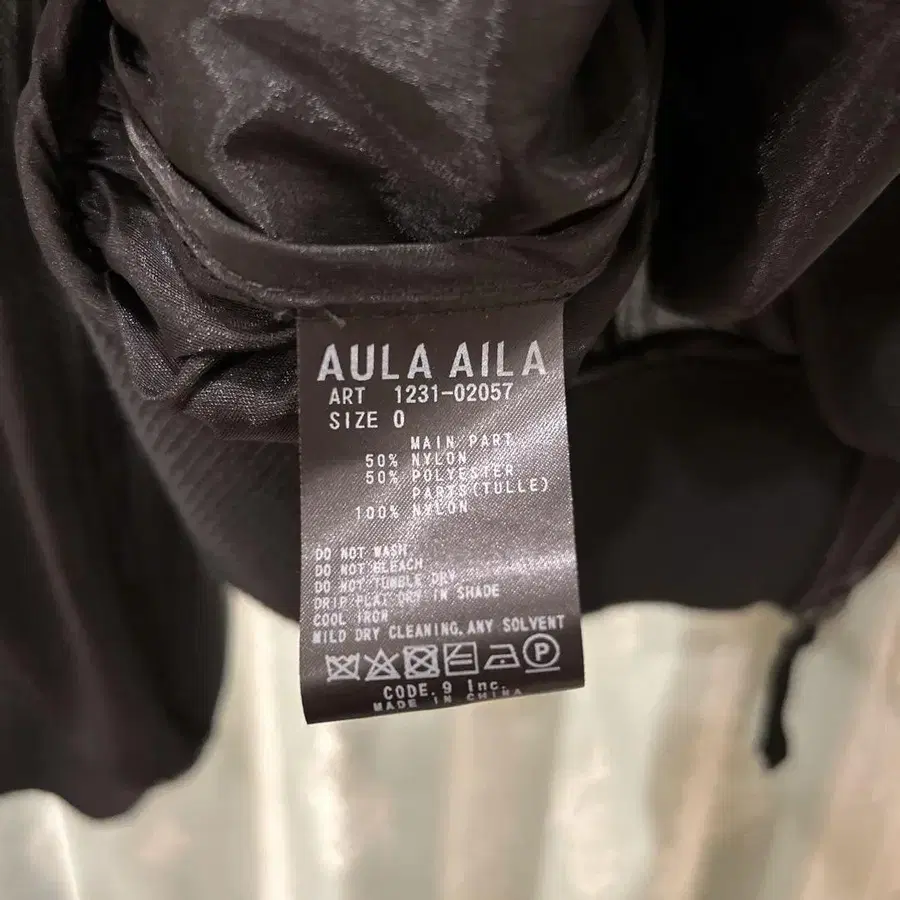 AULA AILA
ART 1231-02057
SIZE 0
MAIN PART
50% NYLON
50% POLYESTER
PARTS(TULLE)
100% NYLON
DO NOT WASH
DO NOT BLEACH
DO NOT TUMBLE DRY
DRIP FLAT DRY IN SHADE
COOL IRON
MILD DRY CLEANING, ANY SOLVENT
P
CODE. 9 Inc.
MADE IN CHINA